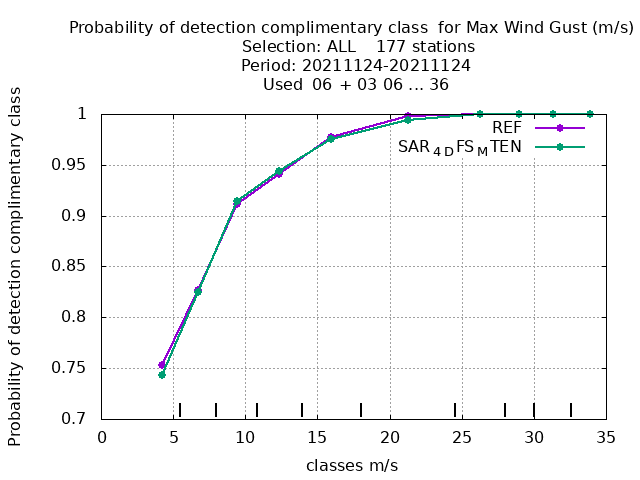 Probability of detection complimentary class  for Max Wind Gust (m/s)
Selection: ALL    177 stations
Period: 20211124-20211124
Used  06 + 03 06 ... 36
Probability of detection complimentary class
1
0.95
0.9
0.85
0.8
0.75
0.7
REF
SAR4DFSMTEN
0 5 10 15 20 25 30 35
classes m/s